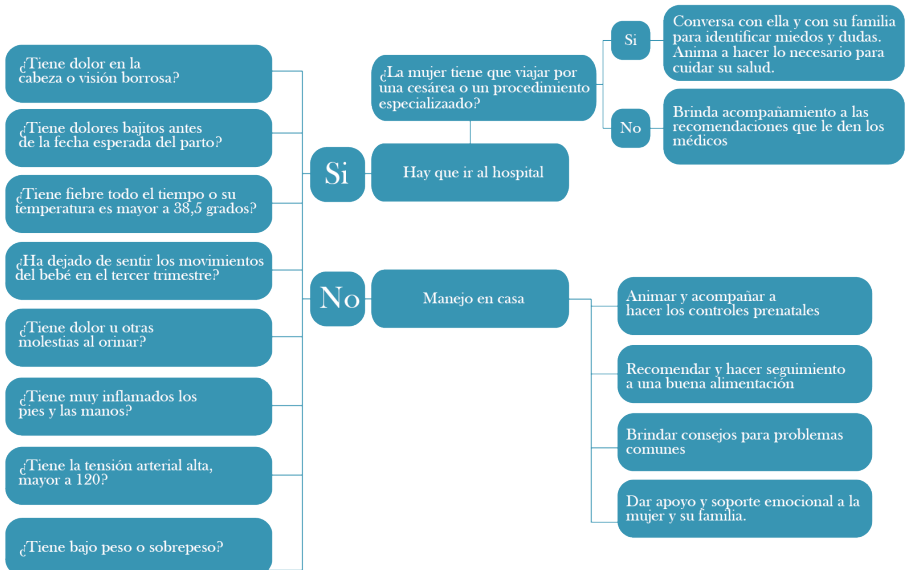 ¿Tiene dolor en la
cabeza o visión borrosa?
¿Tiene dolores bajitos antes
de la fecha esperada del parto?
¿Tiene fiebre todo el tiempo o su
temperatura es mayor a 38,5 grados?
¿Ha dejado de sentir los movimientos
del bebé en el tercer trimestre?
¿Tiene dolor u otras
molestias al orinar?
¿Tiene muy inflamados los
pies y las manos?
¿Tiene la tensión arterial alta,
mayor a 120?
¿Tiene bajo peso o sobrepeso?
Si
Hay que ir al hospital
¿La mujer tiene que viajar por
una cesárea o un procedimiento
especializaado?
Si
Conversa con ella y con su familia
para identificar miedos y dudas.
Anima a hacer lo necesario para
cuidar su salud.
No
Brinda acompañamiento a las
recomendaciones que le den los
médicos
No
Manejo en casa
Animar y acompañar a
hacer los controles prenatales
Recomendar y hacer seguimiento
a una buena alimentación
Brindar consejos para problemas
comunes
Dar apoyo y soporte emocional a la
mujer y su familia.